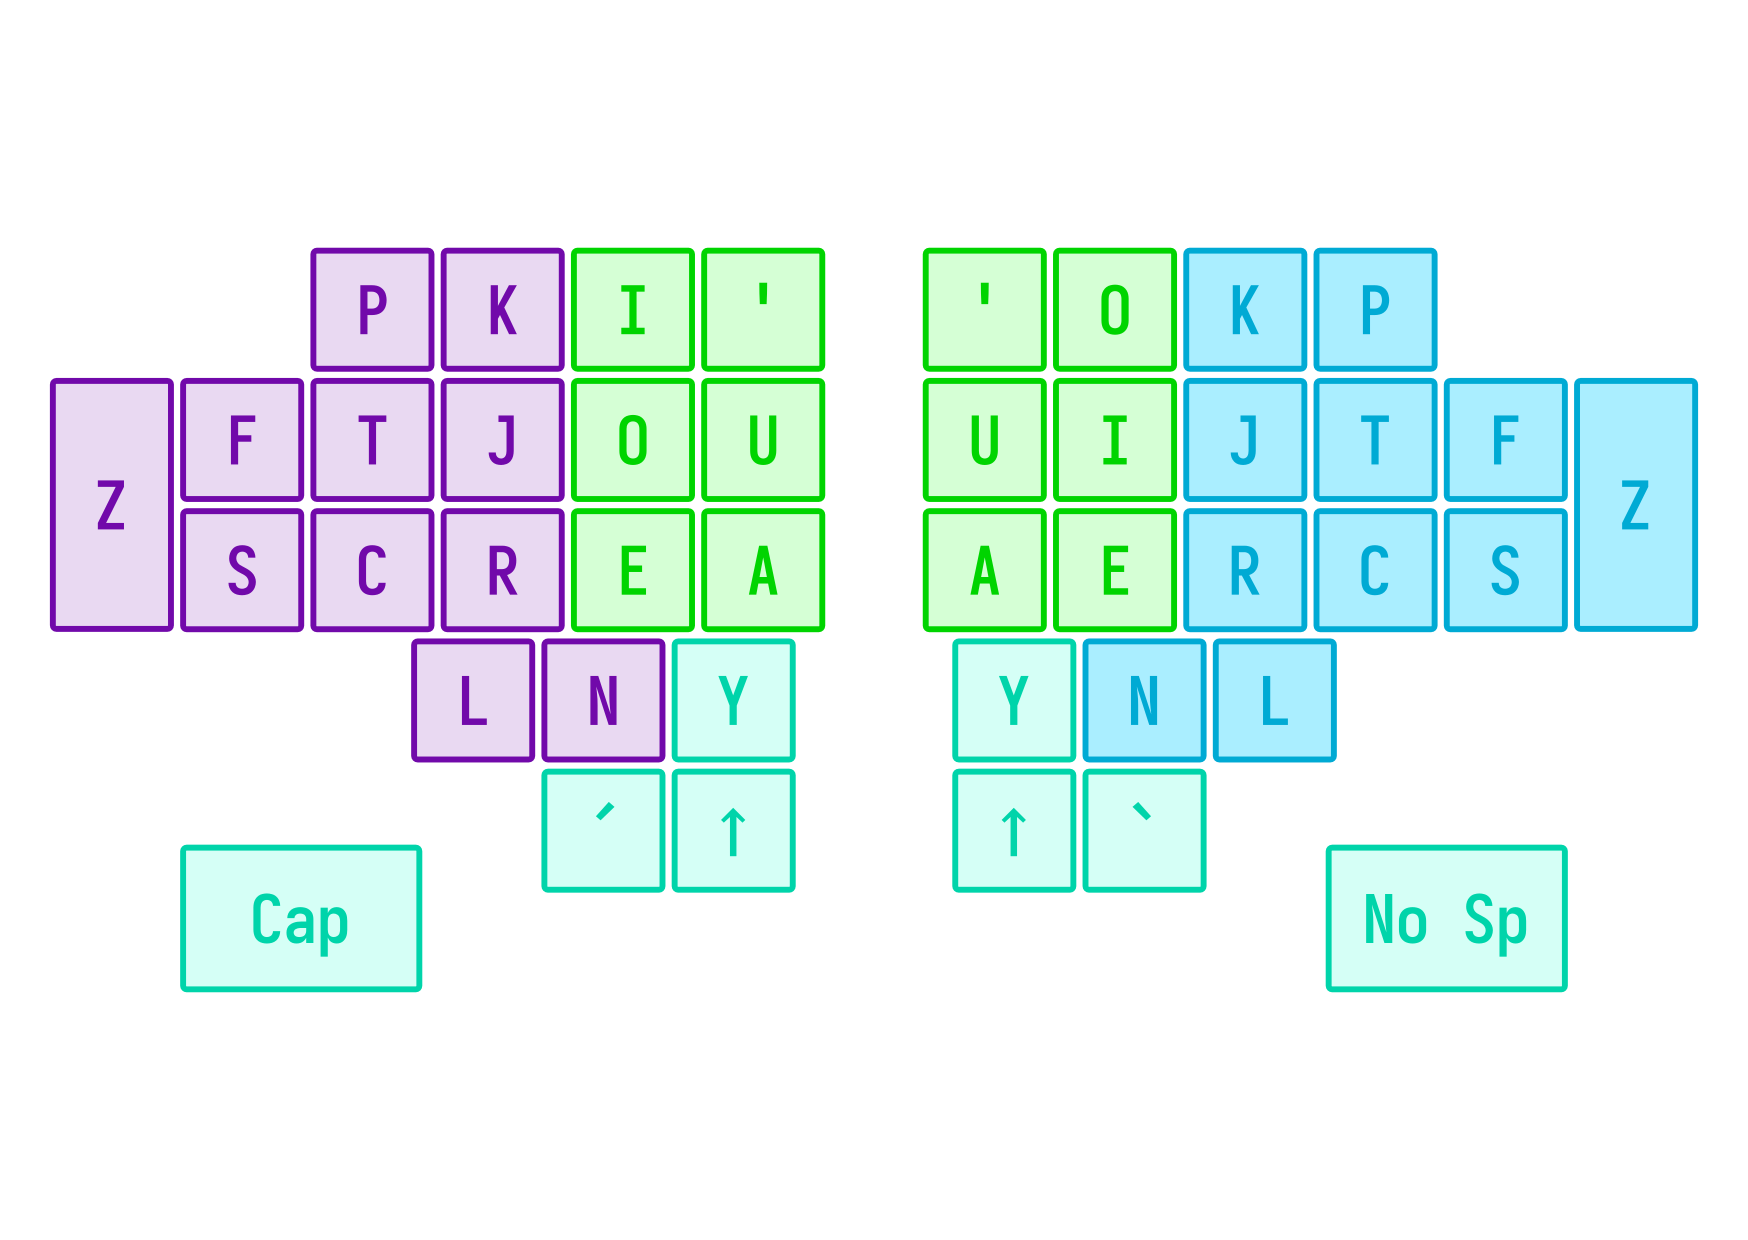 P K I ' ' O K P
Z F T J O U U I J T F Z
S C R E A A E R C S
L N Y Y N L
´ ↑ ↑ `
Cap No Sp